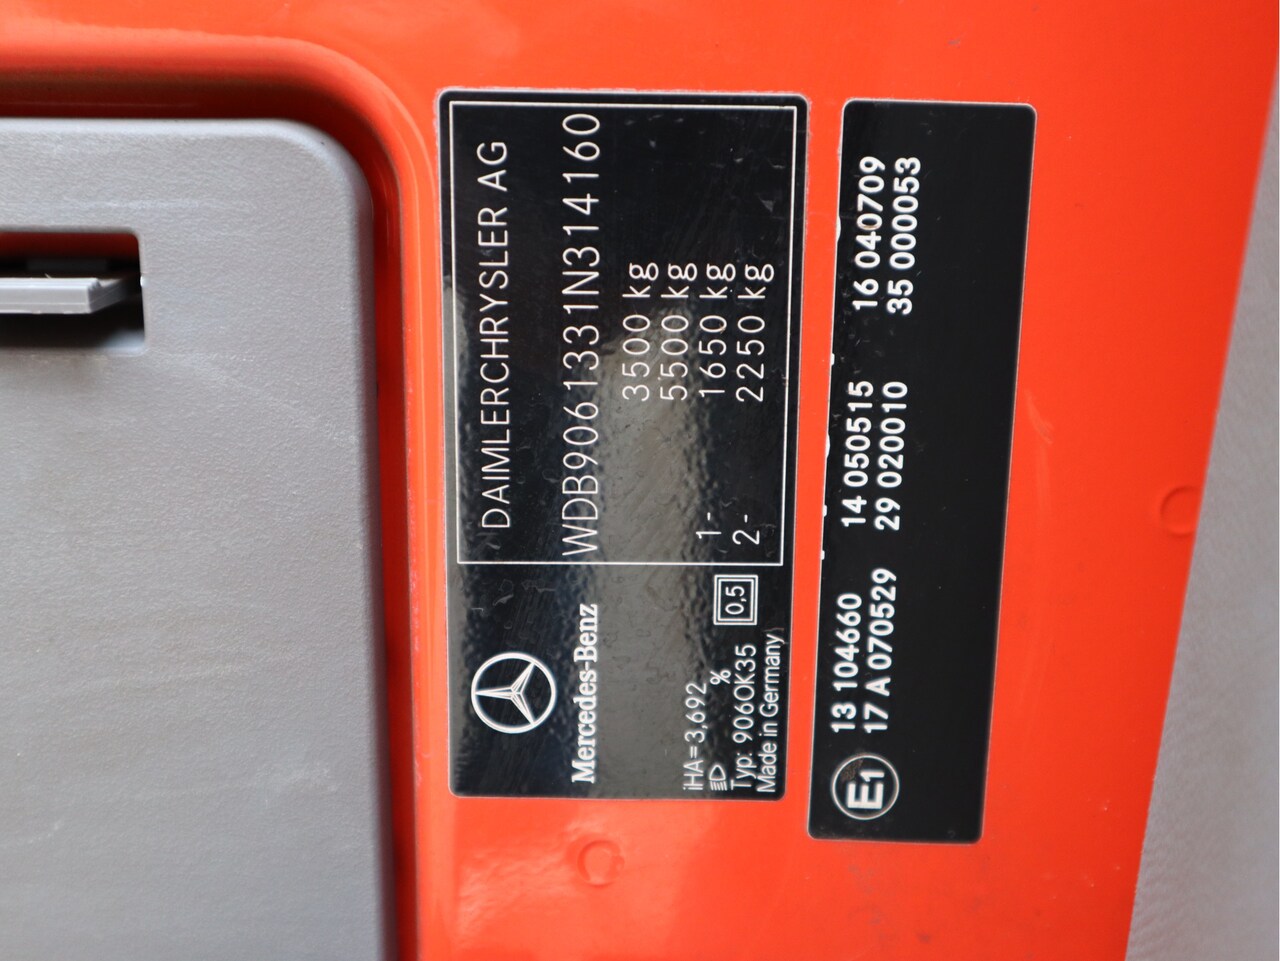 DAIMLERCHRYSLER AG
WDB9061331N314160
3500 kg
5500 kg
1- 1650 kg
2- 2250 kg
Mercedes-Benz
iHA=3,692
% 0,5
Typ: 906OK35
Made in Germany
E1
13 104660 14 050515 16 040709
17 A 070529 29 020010 35 000053